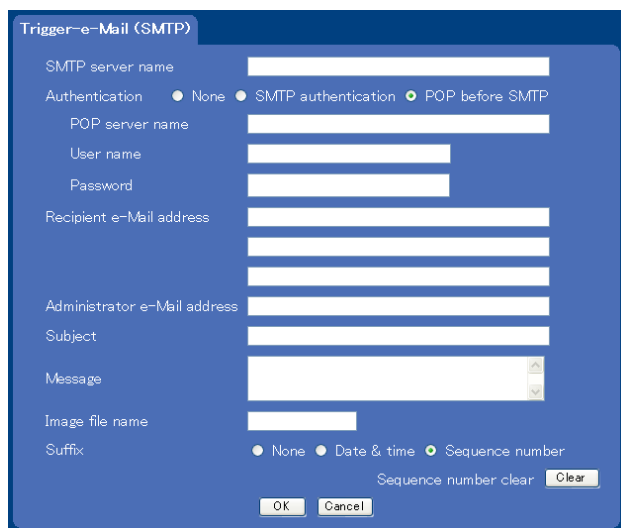 Trigger-e-Mail (SMTP)
SMTP server name
Authentication None SMTP authentication POP before SMTP
POP server name
User name
Password
Recipient e-Mail address
Administrator e-Mail address
Subject
Message
Image file name
Suffix None Date & time Sequence number
Sequence number clear Clear
OK Cancel